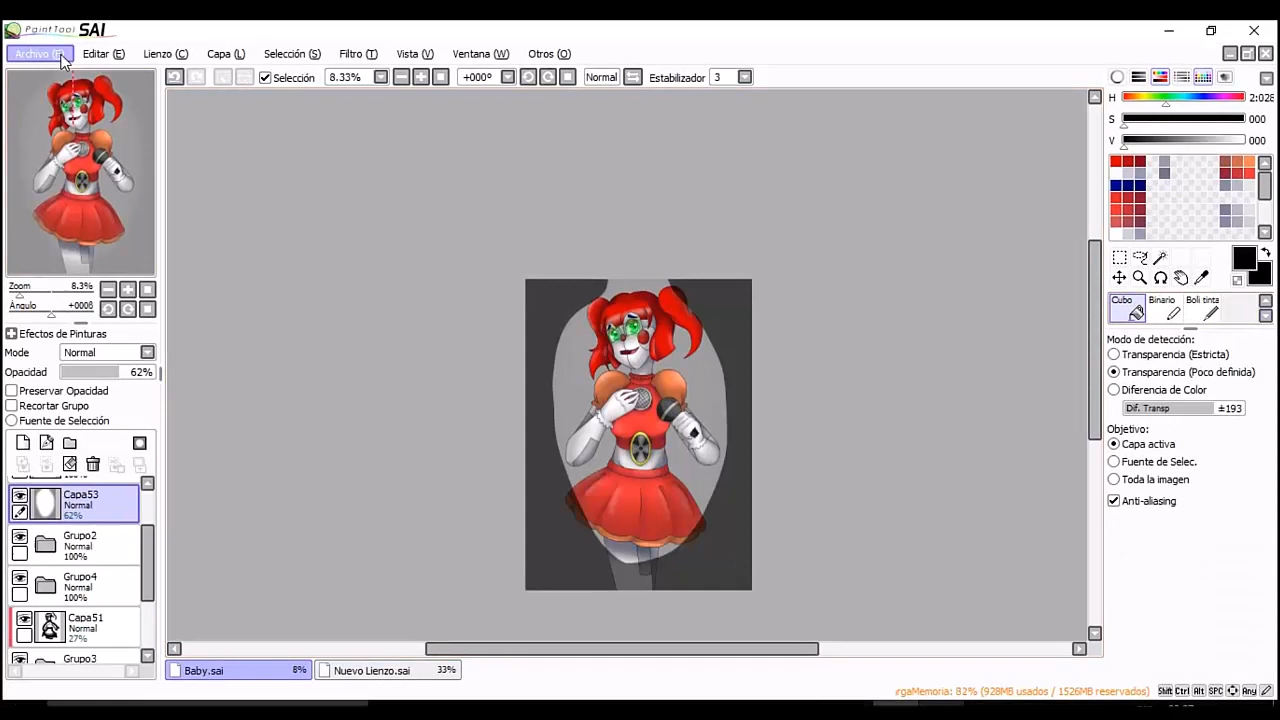 PaintTool SAI
Archivo Editar (E) Lienzo (C) Capa (L) Selección (S) Filtro (T) Vista (V) Ventana (W) Otros (O)
Selección 8.33% +000° Normal Estabilizador 3
H 2:028
S 000
V 000
Zoom 8.3%
Ángulo +000ß
Efectos de Pinturas
Mode Normal
Opacidad 62%
Preservar Opacidad
Recortar Grupo
Fuente de Selección
Capa53
Normal
62%
Grupo2
Normal
100%
Grupo4
Normal
100%
Capa51
Normal
27%
Grupo3
Cubo Binario Boli tinta
Modo de detección:
Transparencia (Estricta)
Transparencia (Poco definida)
Diferencia de Color
Dif. Transp ±193
Objetivo:
Capa activa
Fuente de Selec.
Toda la imagen
Anti-aliasing
Baby.sai 8% Nuevo Lienzo.sai 33%
rgaMemoria: 82% (928MB usados / 1526MB reservados) Shift Ctrl Alt SPC Any